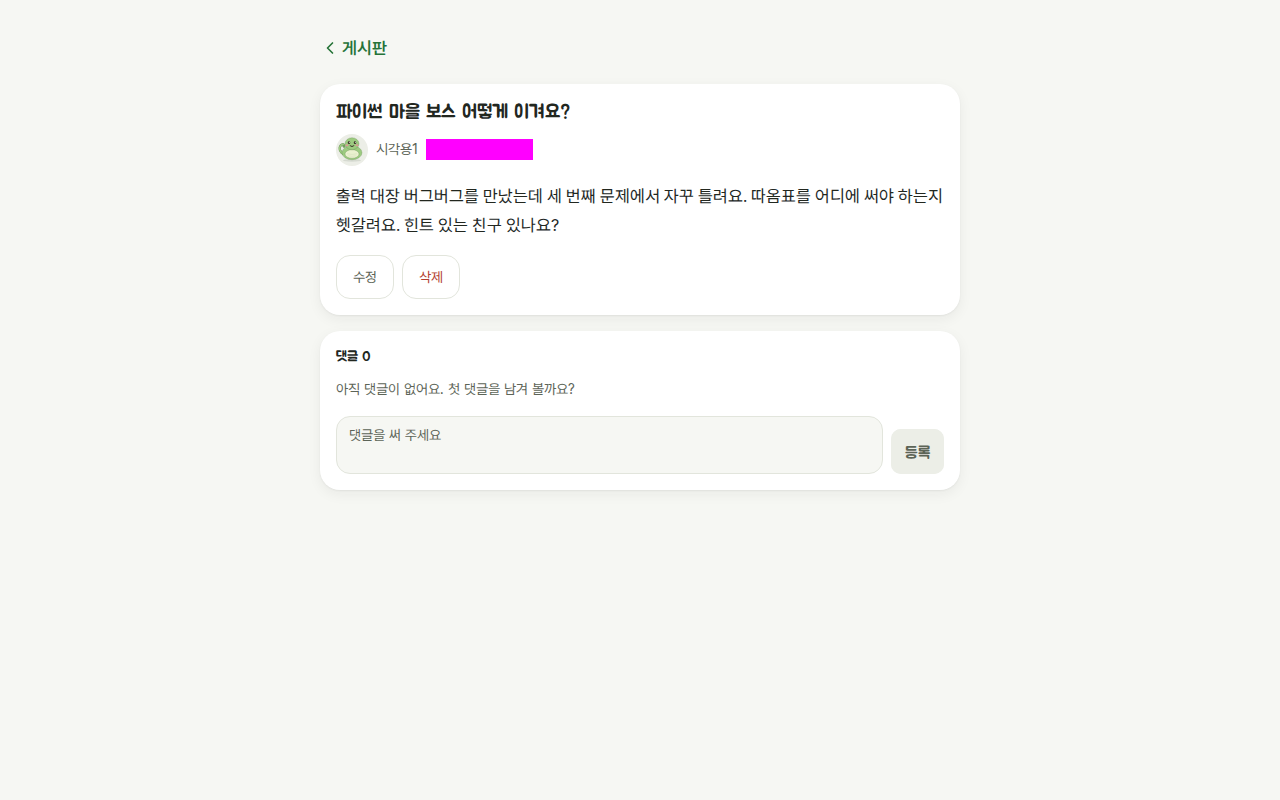 게시판
파이썬 마을 보스 어떻게 이겨요?
시각용1
출력 대장 버그버그를 만났는데 세 번째 문제에서 자꾸 틀려요. 따옴표를 어디에 써야 하는지
헷갈려요. 힌트 있는 친구 있나요?
수정 삭제
댓글 0
아직 댓글이 없어요. 첫 댓글을 남겨 볼까요?
댓글을 써 주세요
등록